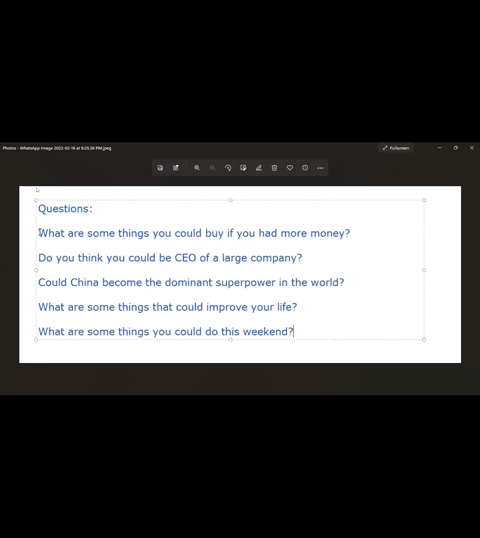 Photos - WhatsApp Image 2022-02-16 at 8.05.56 PM.jpeg
Fullscreen
Questions:
What are some things you could buy if you had more money?
Do you think you could be CEO of a large company?
Could China become the dominant superpower in the world?
What are some things that could improve your life?
What are some things you could do this weekend?